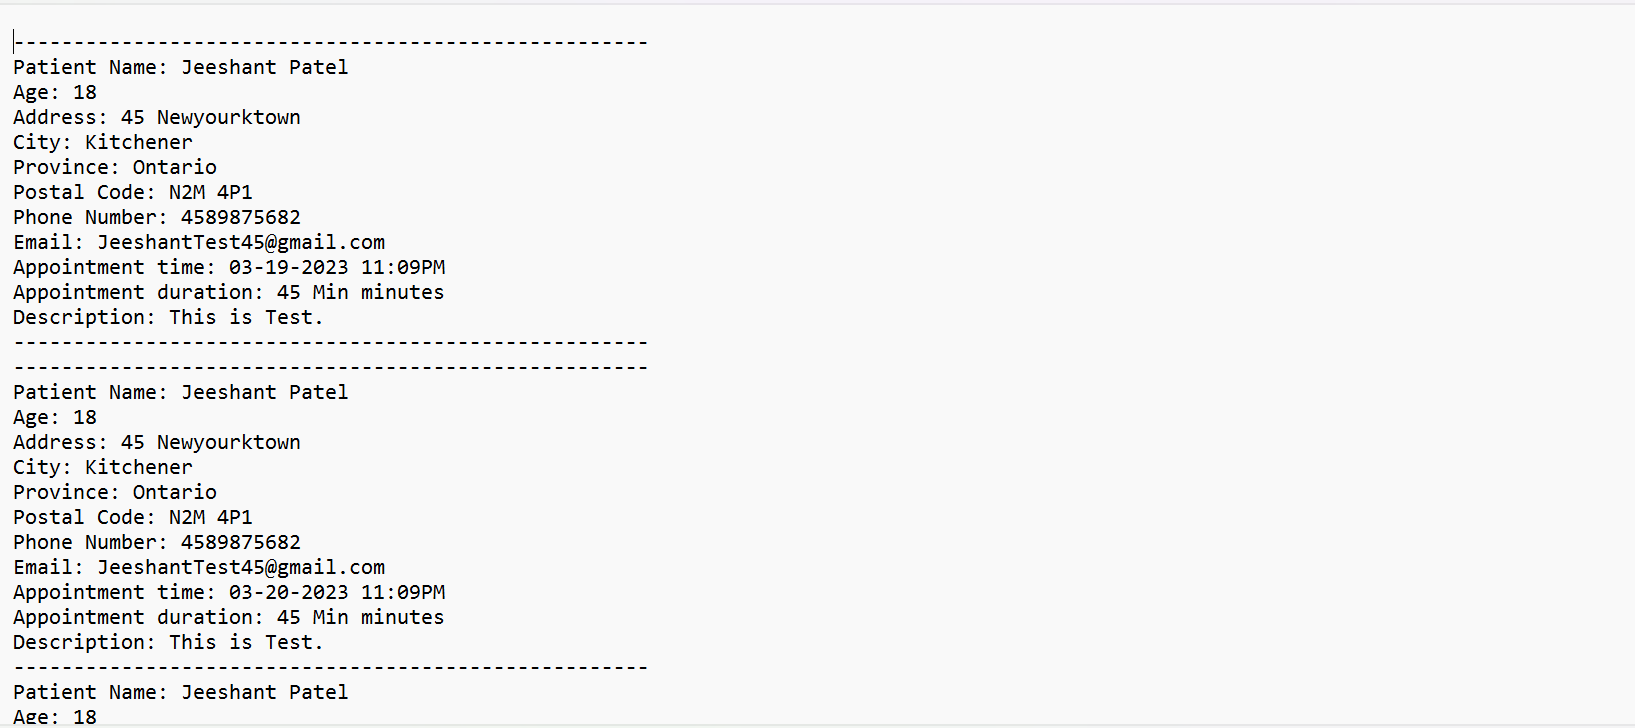 -----------------------------------------------------
Patient Name: Jeeshant Patel
Age: 18
Address: 45 Newyourktown
City: Kitchener
Province: Ontario
Postal Code: N2M 4P1
Phone Number: 4589875682
Email: JeeshantTest45@gmail.com
Appointment time: 03-19-2023 11:09PM
Appointment duration: 45 Min minutes
Description: This is Test.
-----------------------------------------------------
-----------------------------------------------------
Patient Name: Jeeshant Patel
Age: 18
Address: 45 Newyourktown
City: Kitchener
Province: Ontario
Postal Code: N2M 4P1
Phone Number: 4589875682
Email: JeeshantTest45@gmail.com
Appointment time: 03-20-2023 11:09PM
Appointment duration: 45 Min minutes
Description: This is Test.
-----------------------------------------------------
Patient Name: Jeeshant Patel
Age: 18